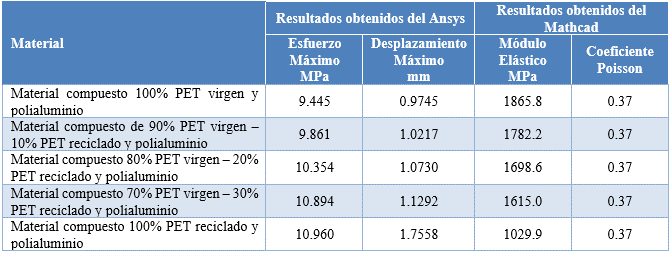 Material
Resultados obtenidos del Ansys
Resultados obtenidos del
Mathcad
Esfuerzo
Máximo
MPa
Desplazamiento
Máximo
mm
Módulo
Elástico
MPa
Coeficiente
Poisson
Material compuesto 100% PET virgen y
polialuminio
9.445
0.9745
1865.8
0.37
Material compuesto de 90% PET virgen –
10% PET reciclado y polialuminio
9.861
1.0217
1782.2
0.37
Material compuesto 80% PET virgen – 20%
PET reciclado y polialuminio
10.354
1.0730
1698.6
0.37
Material compuesto 70% PET virgen – 30%
PET reciclado y polialuminio
10.894
1.1292
1615.0
0.37
Material compuesto 100% PET reciclado y
polialuminio
10.960
1.7558
1029.9
0.37